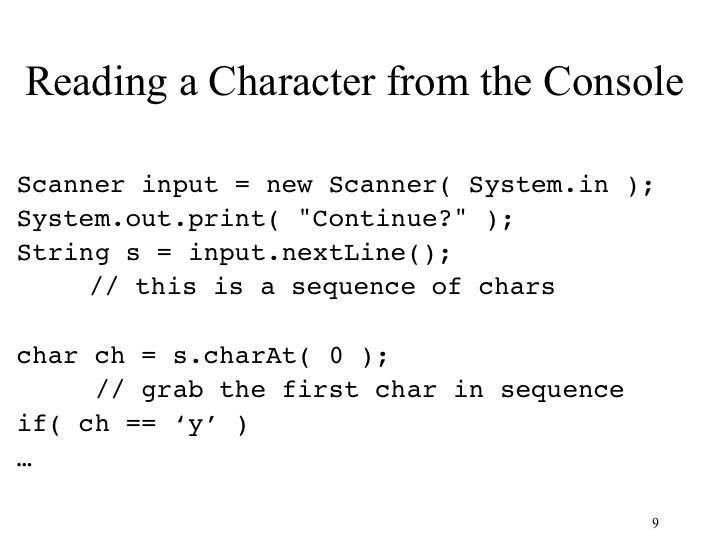 Reading a Character from the Console
Scanner input = new Scanner( System.in );
System.out.print( "Continue?" );
String s = input.nextLine();
// this is a sequence of chars
char ch = s.charAt( 0 );
// grab the first char in sequence
if( ch == ‘y’ )
…
9